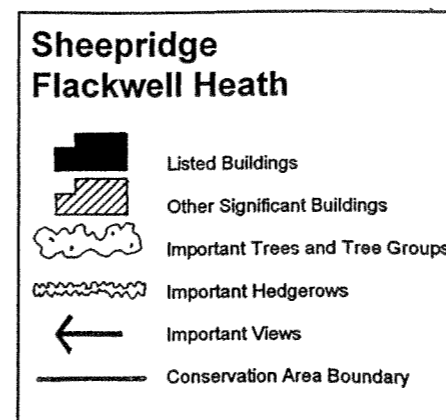 Sheepridge
Flackwell Heath
Listed Buildings
Other Significant Buildings
Important Trees and Tree Groups
Important Hedgerows
Important Views
Conservation Area Boundary